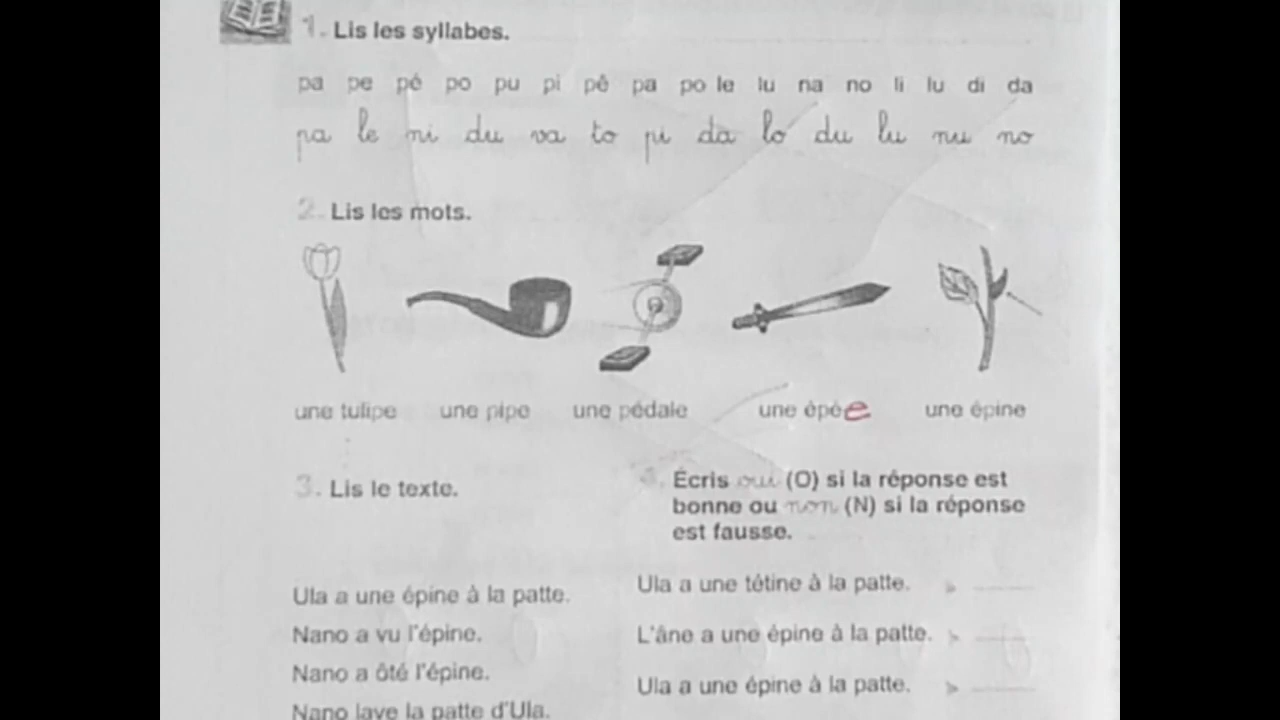 1. Lis les syllabes.
pa pe pé po pu pi pê pa po le lu na no li lu di da
pa le ni du va to pi da lo du lu nu no
2. Lis les mots.
une tulipe une pipe une pédale une épée une épine
3. Lis le texte.
Ula a une épine à la patte.
Nano a vu l'épine.
Nano a ôté l'épine.
Nano lave la patte d'Ula.
4. Écris oui (O) si la réponse est
bonne ou non (N) si la réponse
est fausse.
Ula a une tétine à la patte.
L'âne a une épine à la patte.
Ula a une épine à la patte.